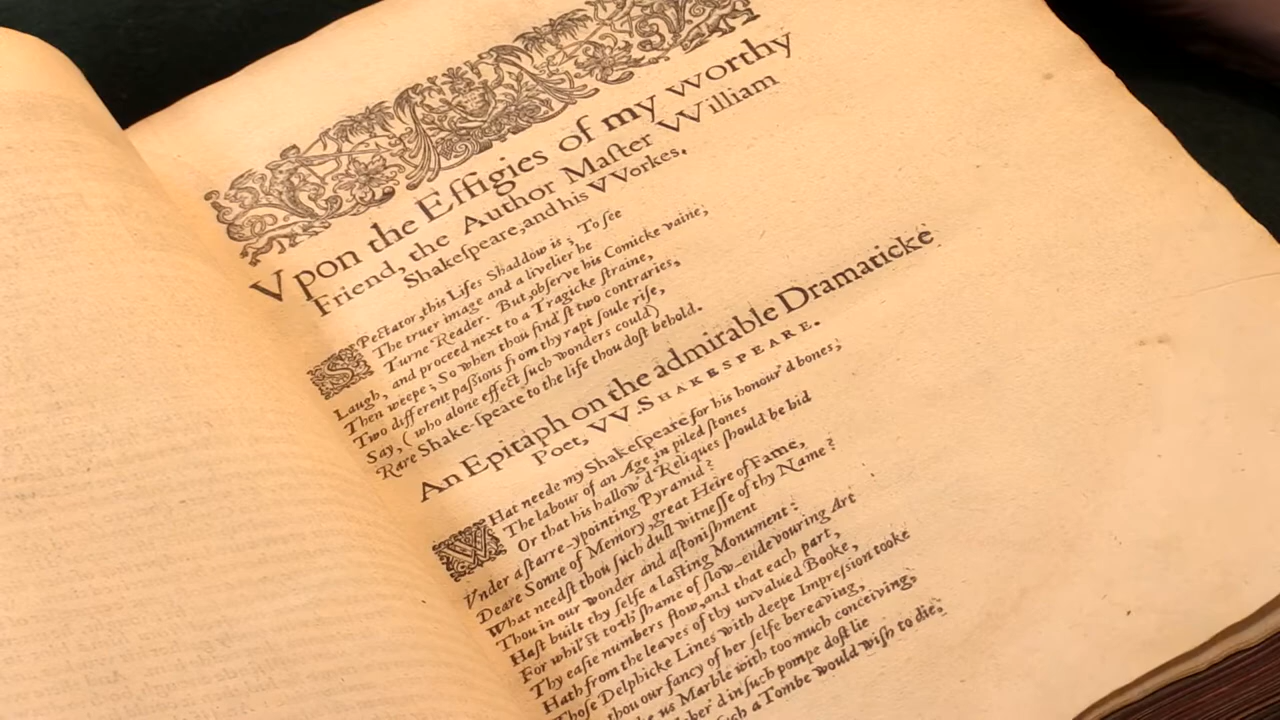 Vpon the Effigies of my worthy
Friend, the Author Maſter VVilliam
Shakeſpeare, and his VVorkes.
SPectator, this Lifes Shaddow is; To ſee
The truer image and a livelier he
Turne Reader. But, obſerve his Comicke vaine,
and proceed next to a Tragicke ſtraine,
Laugh,
Then weepe; So when thou find'ſt two contraries,
Two different paſsions from thy rapt ſoule riſe,
Say, (who alone effect ſuch wonders could)
Rare Shake-ſpeare to the life thou doſt behold.
An Epitaph on the admirable Dramaticke
Poet, VV. SHAKESPEARE.
WHat neede my Shakeſpeare for his honour'd bones,
The labour of an Age, in piled ſtones
Or that his hallow'd Reliques ſhould be hid
Vnder a ſtarre-ypointing Pyramid?
Deare Sonne of Memory, great Heire of Fame,
What needſt thou ſuch dull witneſſe of thy Name?
Thou in our wonder and aſtoniſhment
Haſt built thy ſelfe a laſting Monument:
For whil'ſt to th' ſhame of ſlow-endevouring Art
Thy eaſie numbers flow, and that each part,
Hath from the leaves of thy unvalued Booke,
Thoſe Delphicke Lines with deepe Impreſsion tooke
thou our fancy of her ſelfe bereaving,
us Marble with too much conceiving,
d in ſuch pompe doſt lie
a Tombe would wiſh to die.